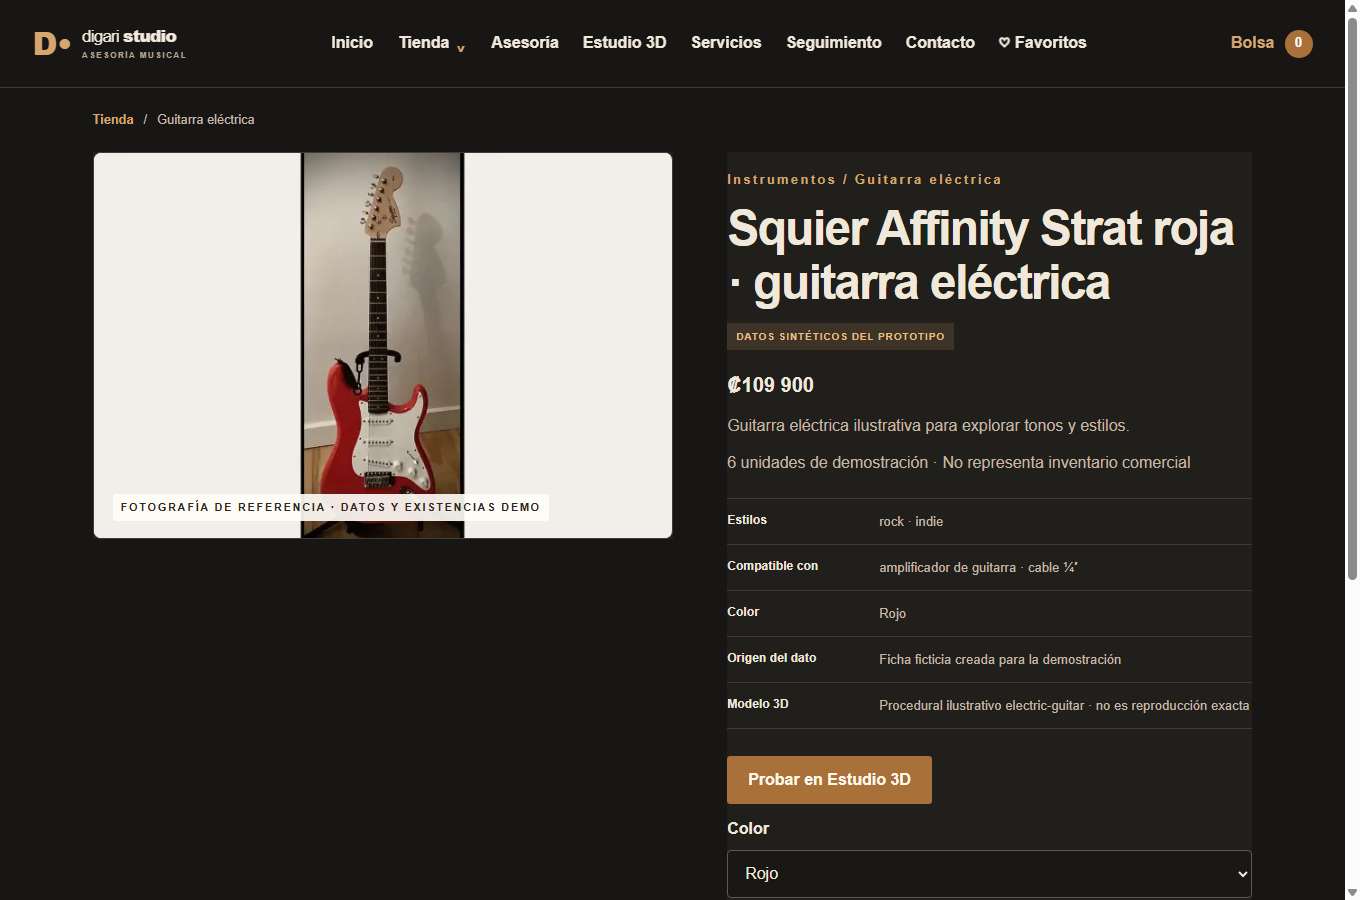 D•
digari studio
ASESORÍA MUSICAL
Inicio
Tienda
Asesoría
Estudio 3D
Servicios
Seguimiento
Contacto
♡ Favoritos
Bolsa
0
Tienda / Guitarra eléctrica
FOTOGRAFÍA DE REFERENCIA · DATOS Y EXISTENCIAS DEMO
Instrumentos / Guitarra eléctrica
Squier Affinity Strat roja
· guitarra eléctrica
DATOS SINTÉTICOS DEL PROTOTIPO
₡109 900
Guitarra eléctrica ilustrativa para explorar tonos y estilos.
6 unidades de demostración · No representa inventario comercial
Estilos
rock · indie
Compatible con
amplificador de guitarra · cable ¼″
Color
Rojo
Origen del dato
Ficha ficticia creada para la demostración
Modelo 3D
Procedural ilustrativo electric-guitar · no es reproducción exacta
Probar en Estudio 3D
Color
Rojo